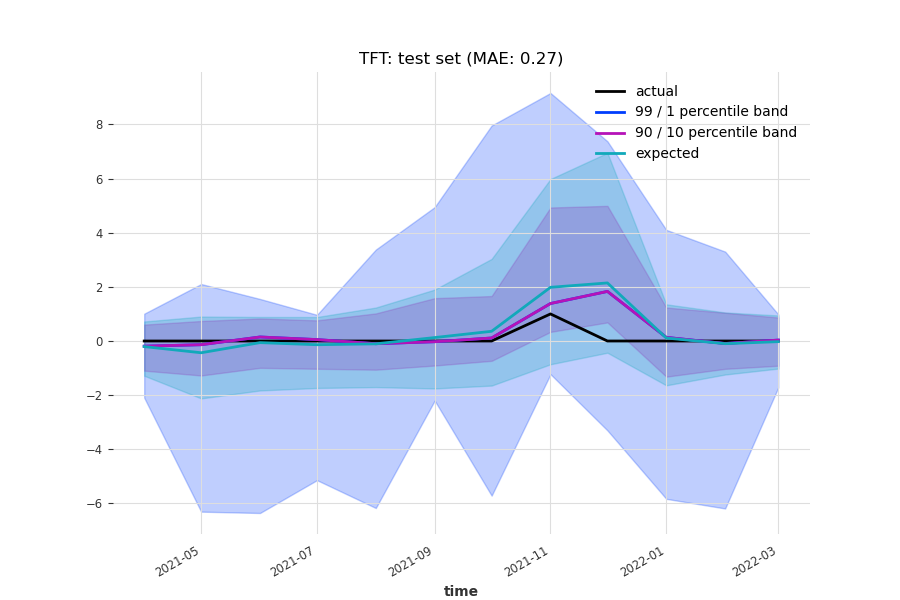 TFT: test set (MAE: 0.27)
actual
99 / 1 percentile band
90 / 10 percentile band
expected
8
6
4
2
0
−2
−4
−6
2021-05
2021-07
2021-09
2021-11
2022-01
2022-03
time